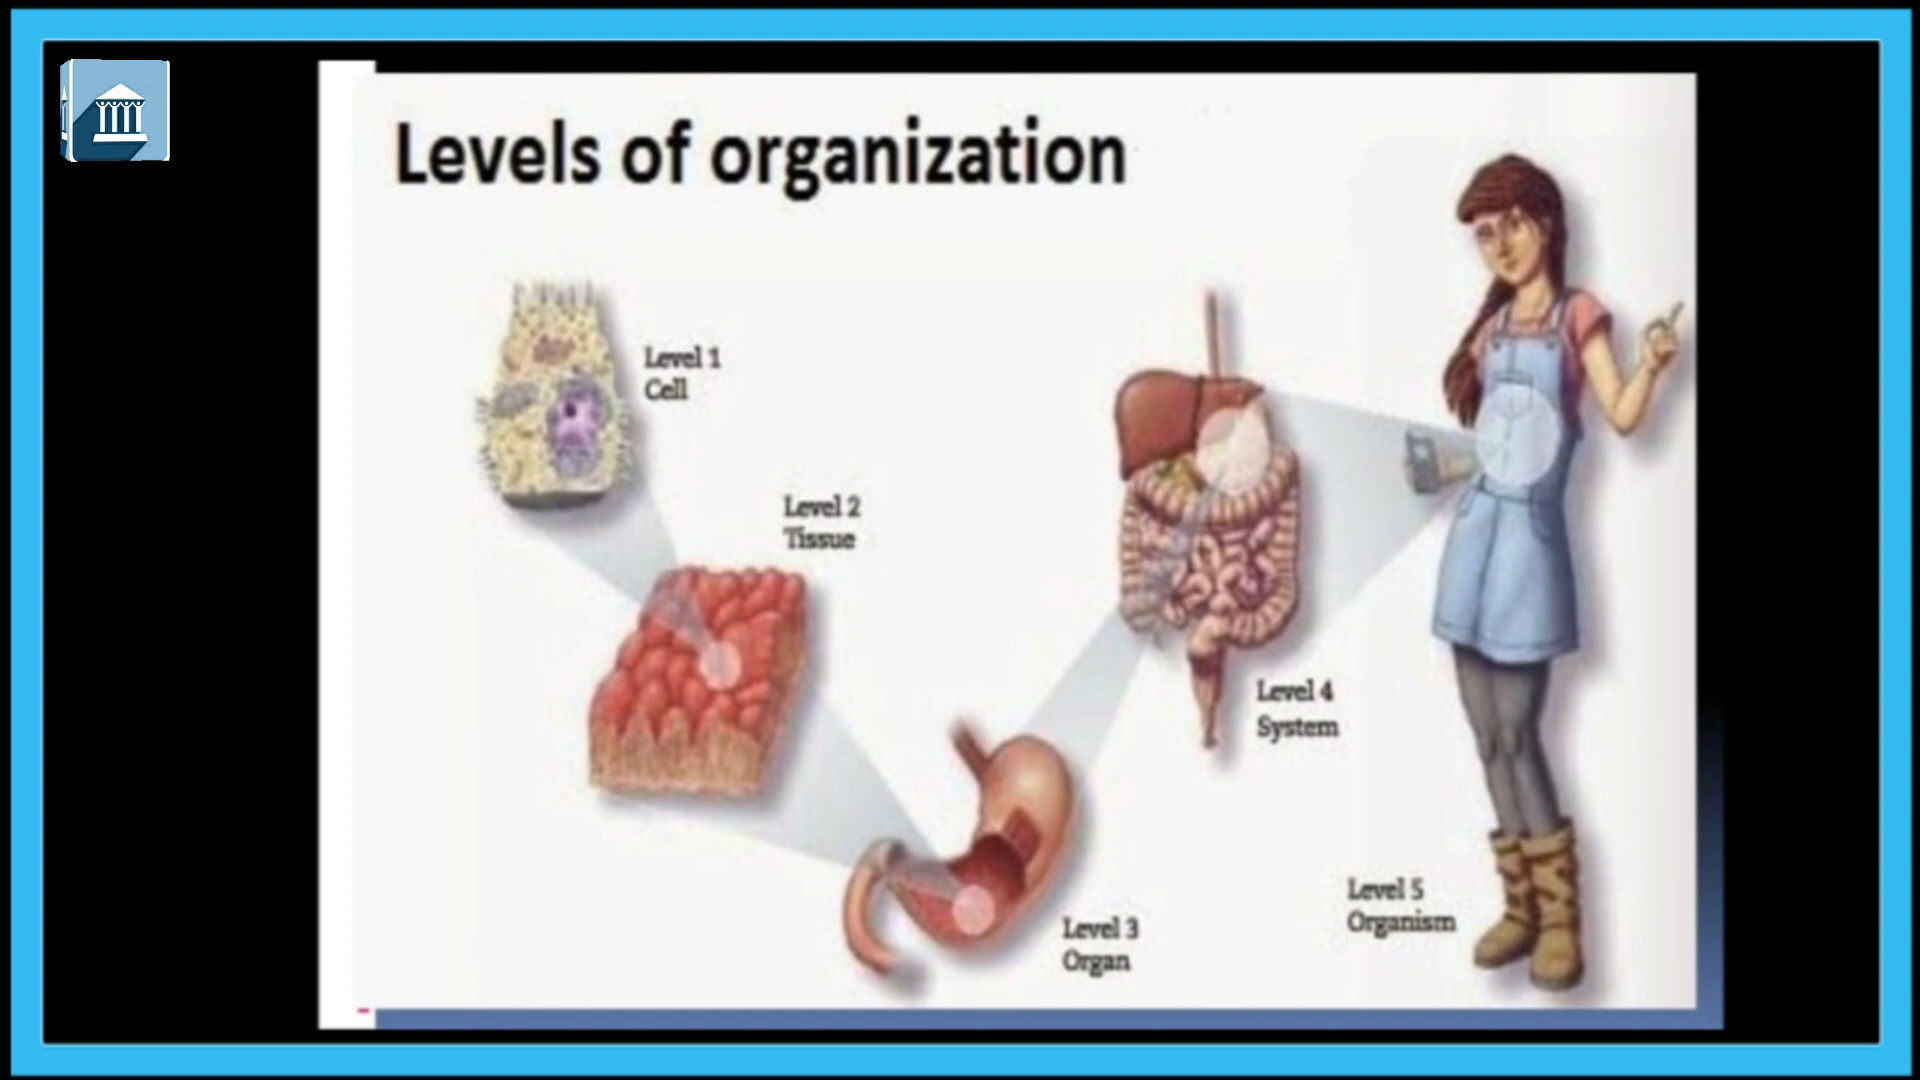 Levels of organization
Level 1
Cell
Level 2
Tissue
Level 3
Organ
Level 4
System
Level 5
Organism